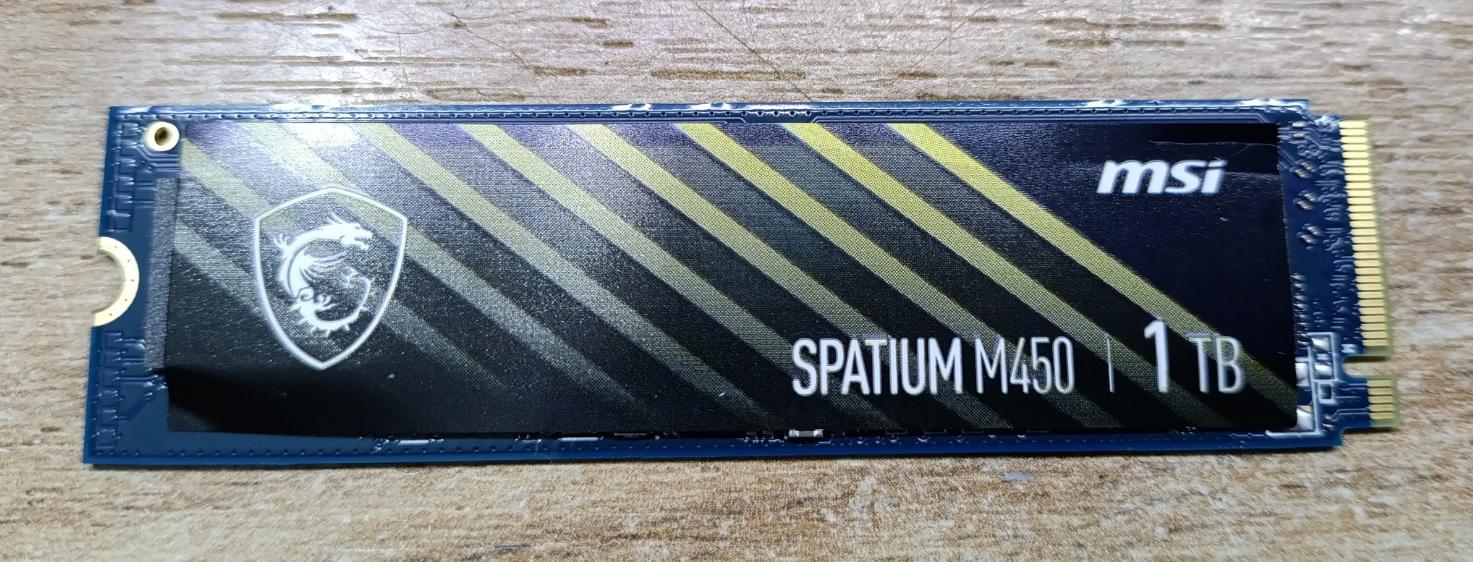 msi
SPATIUM M450 | 1 TB